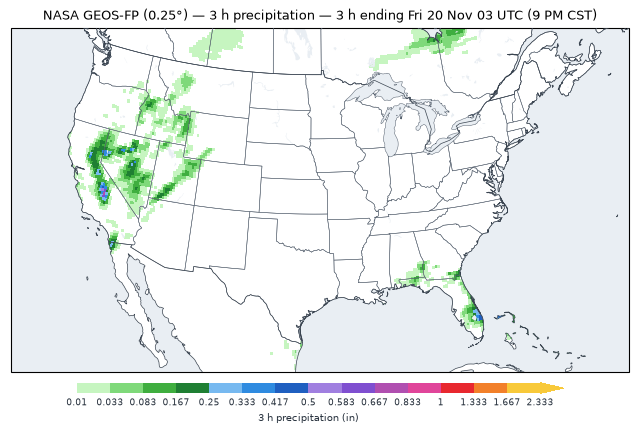 NASA GEOS-FP (0.25°) — 3 h precipitation — 3 h ending Fri 20 Nov 03 UTC (9 PM CST)
0.01 0.033 0.083 0.167 0.25 0.333 0.417 0.5 0.583 0.667 0.833 1 1.333 1.667 2.333
3 h precipitation (in)